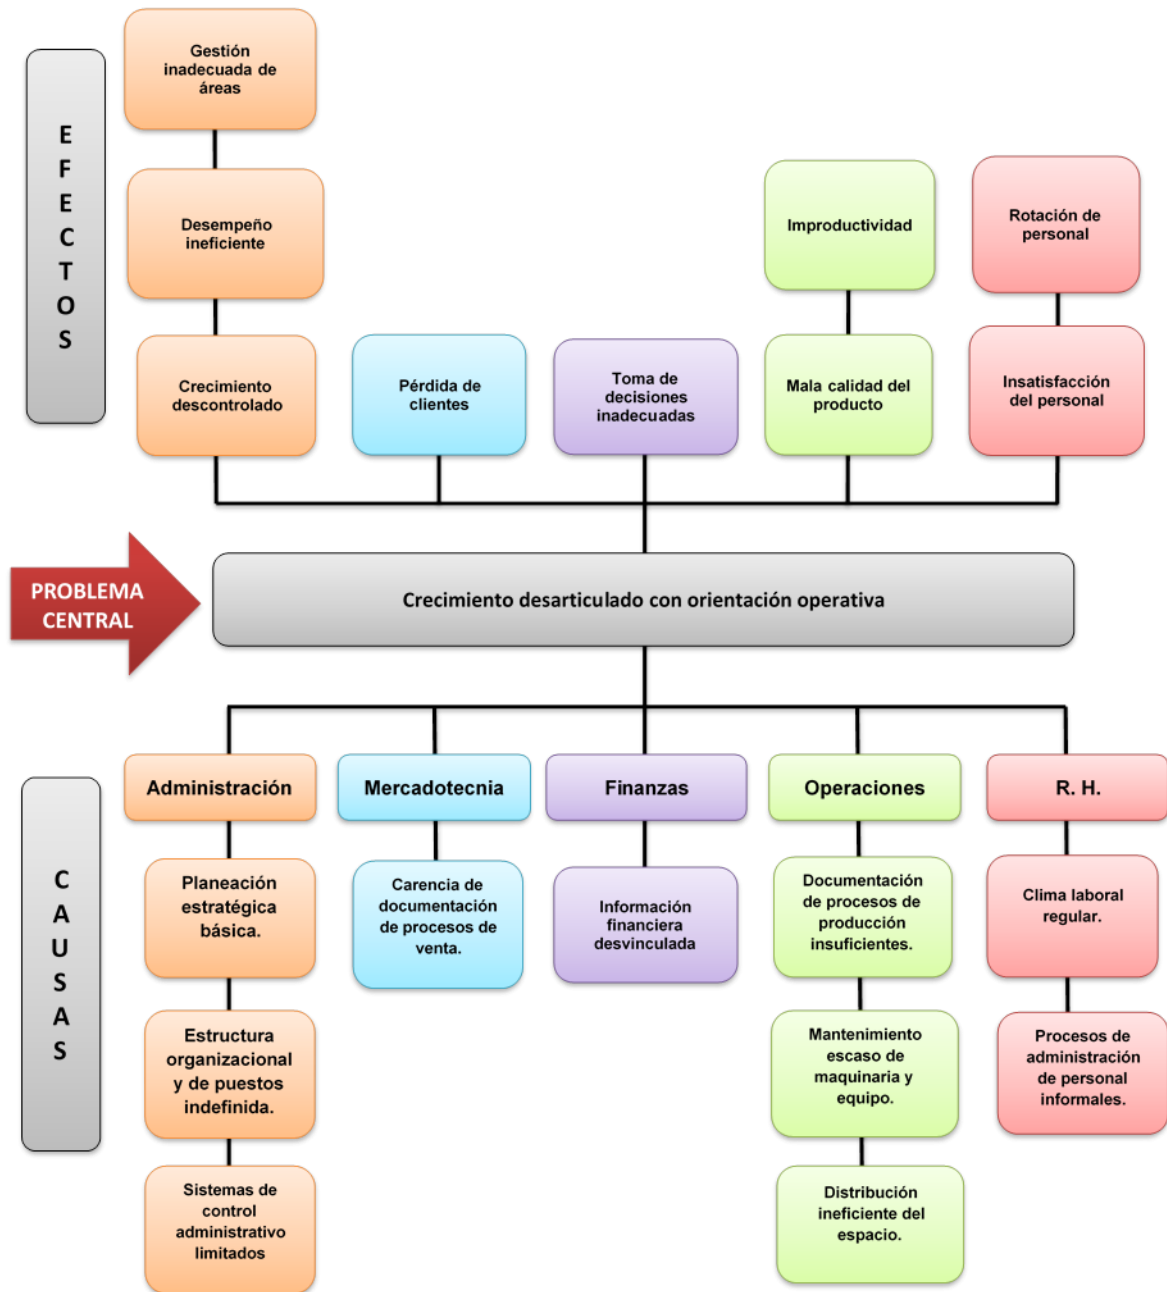 EFECTOS
Gestión
inadecuada de
áreas
Desempeño
ineficiente
Improductividad
Rotación de
personal
Crecimiento
descontrolado
Pérdida de
clientes
Toma de
decisiones
inadecuadas
Mala calidad del
producto
Insatisfacción
del personal
PROBLEMA
CENTRAL
Crecimiento desarticulado con orientación operativa
CAUSAS
Administración
Mercadotecnia
Finanzas
Operaciones
R. H.
Planeación
estratégica
básica.
Carencia de
documentación
de procesos de
venta.
Información
financiera
desvinculada
Documentación
de procesos de
producción
insuficientes.
Clima laboral
regular.
Estructura
organizacional
y de puestos
indefinida.
Mantenimiento
escaso de
maquinaria y
equipo.
Procesos de
administración
de personal
informales.
Sistemas de
control
administrativo
limitados
Distribución
ineficiente del
espacio.